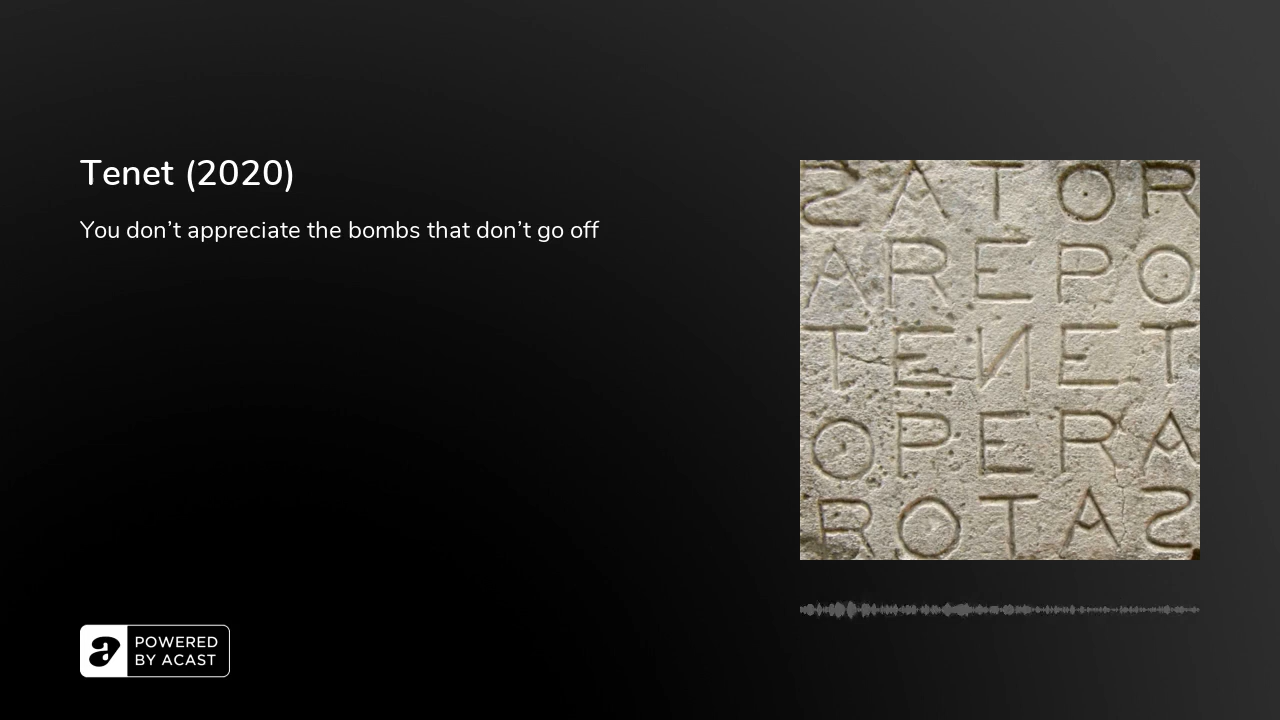 Tenet (2020)
You don’t appreciate the bombs that don’t go off
SATOR
AREPO
TENET
OPERA
ROTAS
a POWERED
BY ACAST